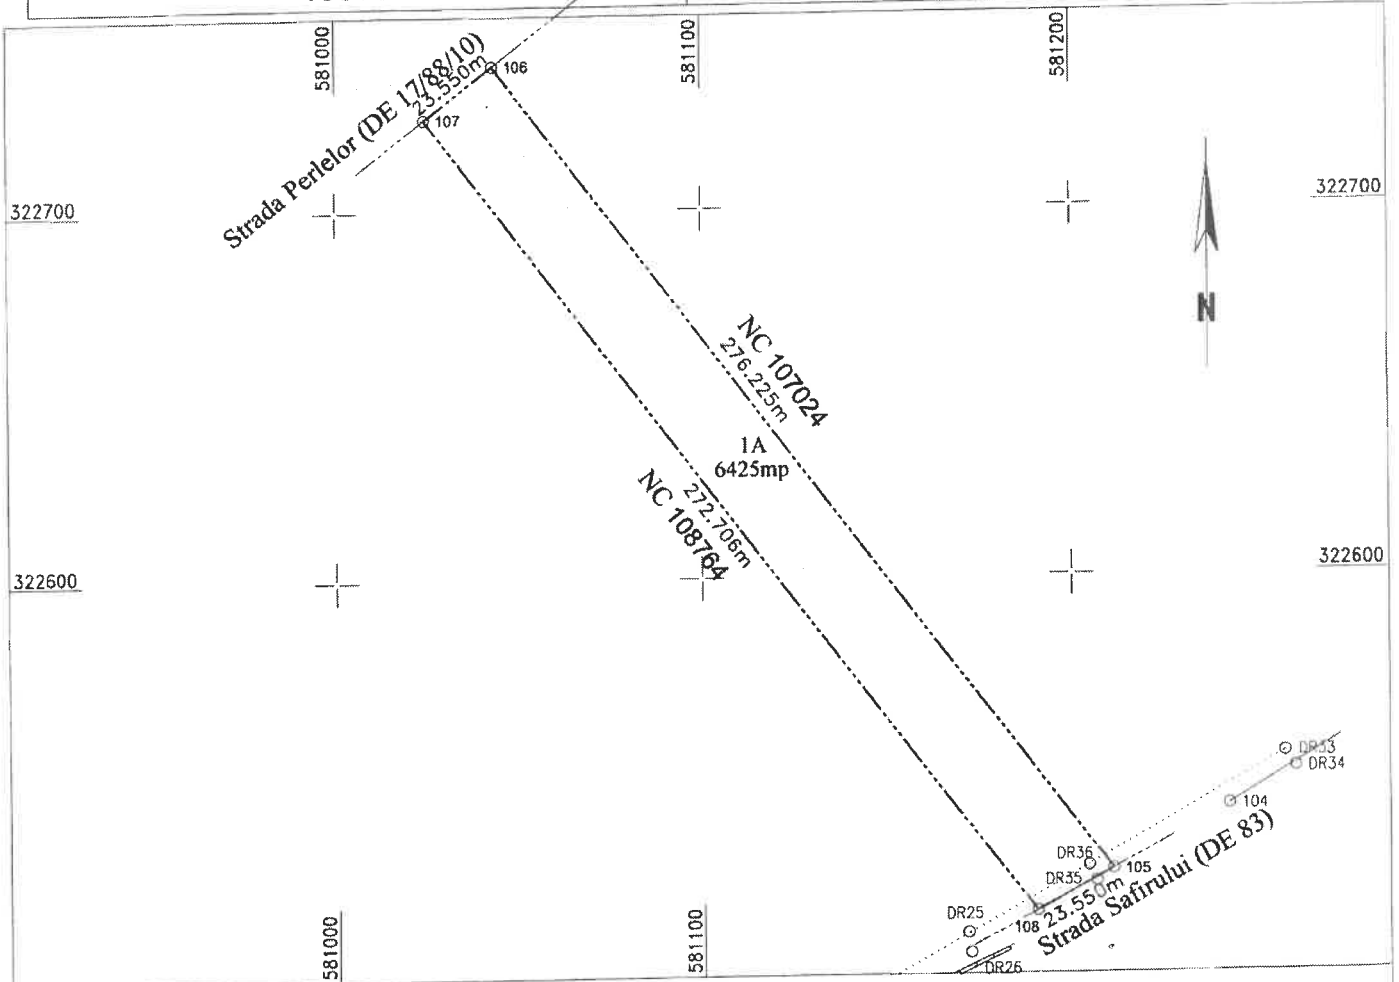 581000
581100
581200
Strada Perlelor (DE 17/88/10)
23.550m
106
107
322700
322700
N
NC 107024
276.225m
1A
6425mp
272.706m
NC 108764
322600
322600
DR33
DR34
104
DR36
105
DR35
23.550m
108
Strada Safirului (DE 83)
DR25
DR26
581000
581100